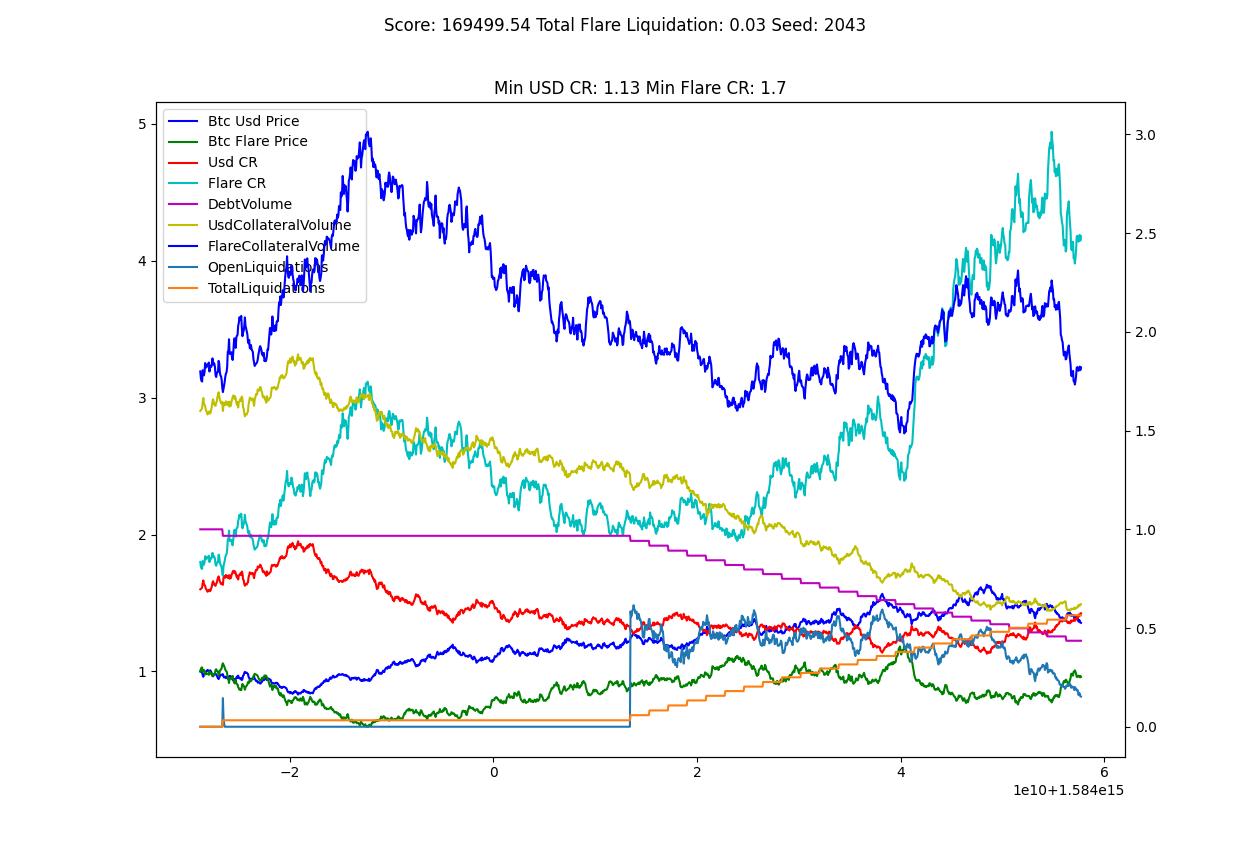 Score: 169499.54 Total Flare Liquidation: 0.03 Seed: 2043
Min USD CR: 1.13 Min Flare CR: 1.7
Btc Usd Price
Btc Flare Price
Usd CR
Flare CR
DebtVolume
UsdCollateralVolume
FlareCollateralVolume
OpenLiquidations
TotalLiquidations
5
4
3
2
1
3.0
2.5
2.0
1.5
1.0
0.5
0.0
−2 0 2 4 6
1e10+1.584e15